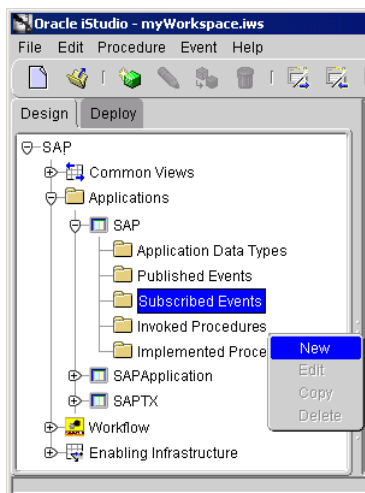 Oracle iStudio - myWorkspace.iws
File Edit Procedure Event Help
Design Deploy
SAP
Common Views
Applications
SAP
Application Data Types
Published Events
Subscribed Events
Invoked Procedures
Implemented Proce
New
Edit
Copy
Delete
SAPApplication
SAPTX
Workflow
Enabling Infrastructure